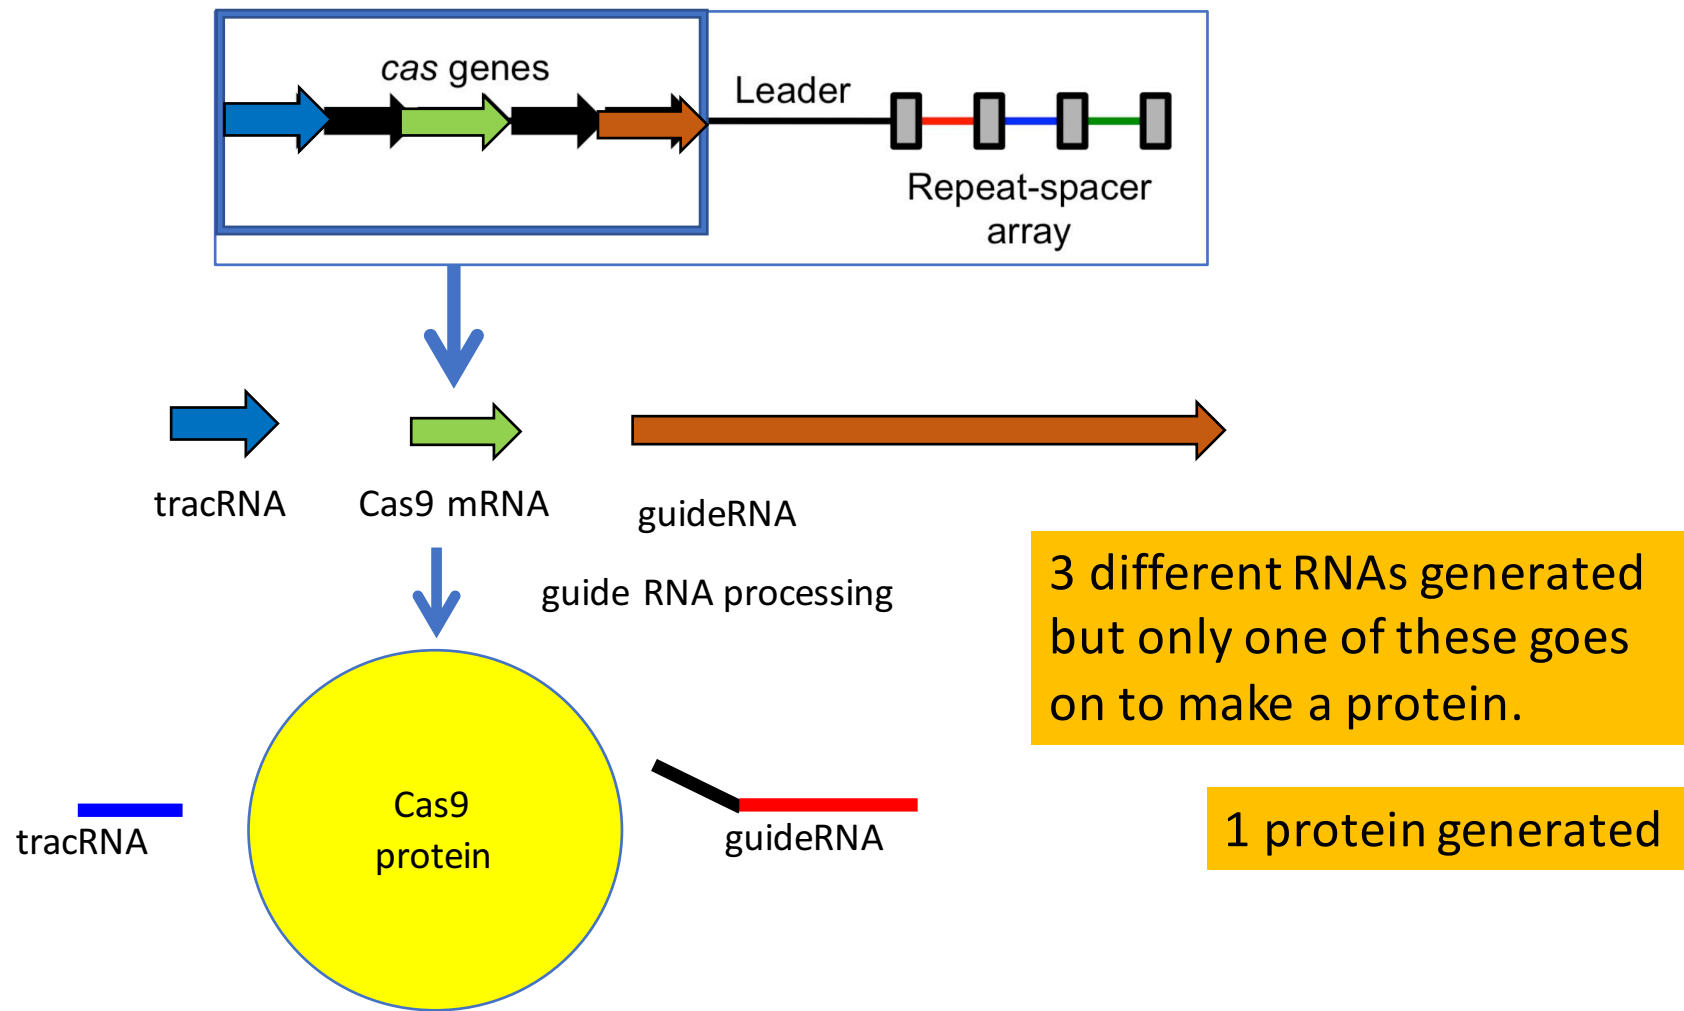 cas genes
Leader
Repeat-spacer
array
tracRNA
Cas9 mRNA
guideRNA
guide RNA processing
3 different RNAs generated
but only one of these goes
on to make a protein.
Cas9
protein
tracRNA
guideRNA
1 protein generated